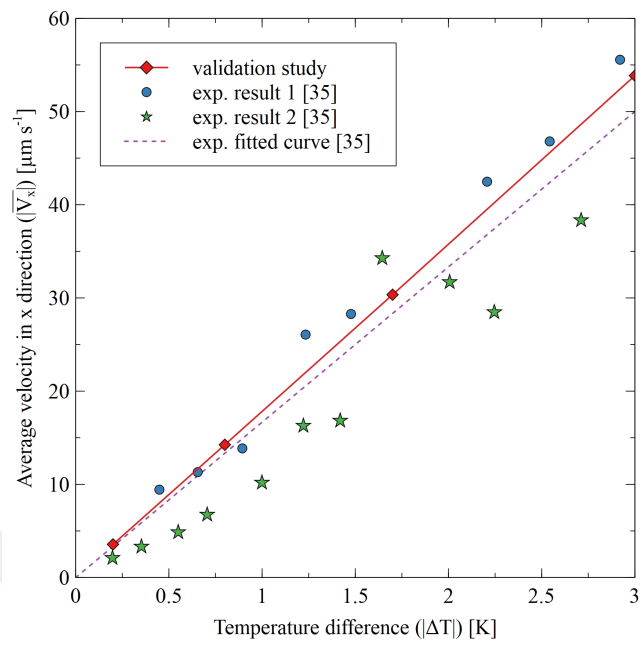 60
50
40
30
20
10
0
Average velocity in x direction (|V̅x̅|) [µm s⁻¹]
validation study
exp. result 1 [35]
exp. result 2 [35]
exp. fitted curve [35]
0 0.5 1 1.5 2 2.5 3
Temperature difference (|ΔT|) [K]